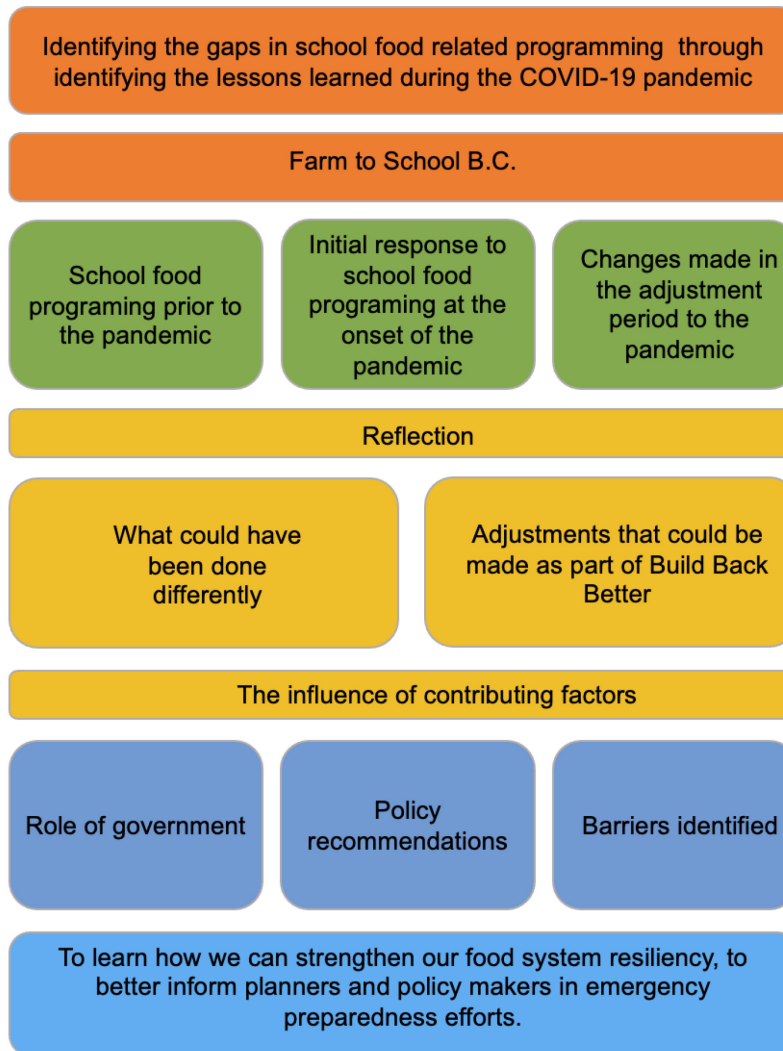 Identifying the gaps in school food related programming through
identifying the lessons learned during the COVID-19 pandemic
Farm to School B.C.
School food
programing prior to
the pandemic
Initial response to
school food
programing at the
onset of the
pandemic
Changes made in
the adjustment
period to the
pandemic
Reflection
What could have
been done
differently
Adjustments that could be
made as part of Build Back
Better
The influence of contributing factors
Role of government
Policy
recommendations
Barriers identified
To learn how we can strengthen our food system resiliency, to
better inform planners and policy makers in emergency
preparedness efforts.